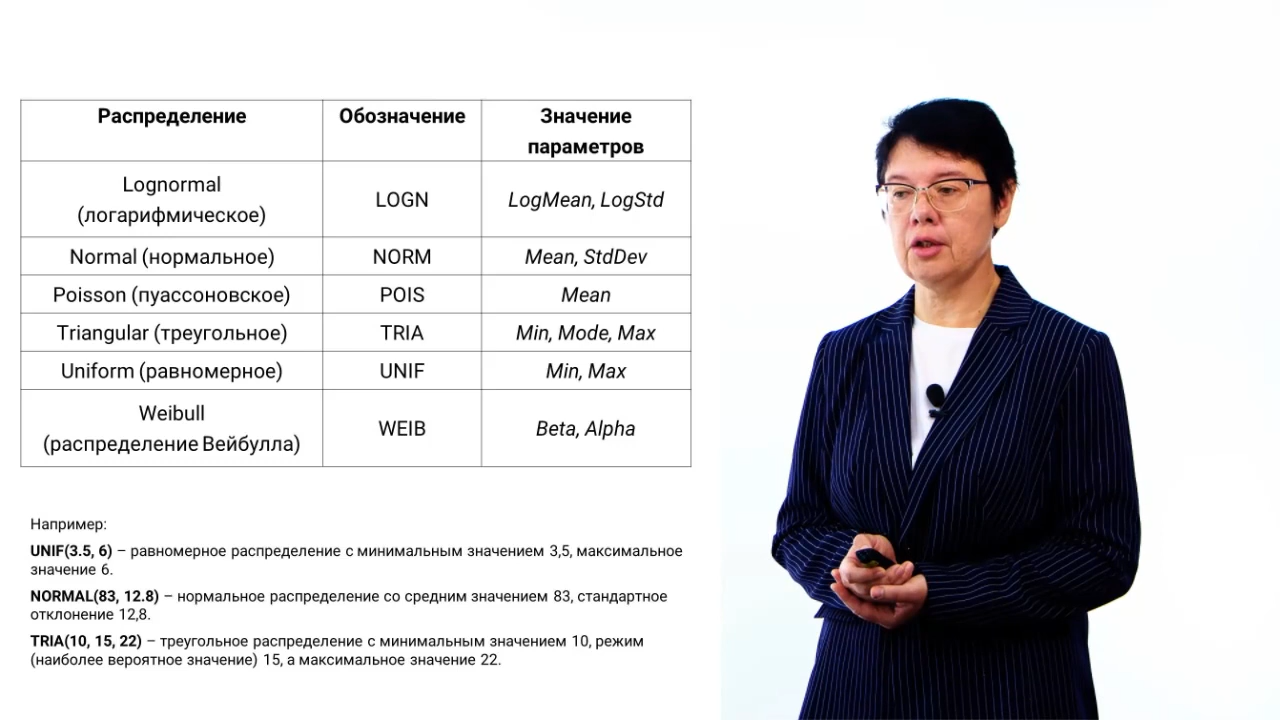 Распределение Обозначение Значение
параметров
Lognormal
(логарифмическое) LOGN LogMean, LogStd
Normal (нормальное) NORM Mean, StdDev
Poisson (пуассоновское) POIS Mean
Triangular (треугольное) TRIA Min, Mode, Max
Uniform (равномерное) UNIF Min, Max
Weibull
(распределение Вейбулла) WEIB Beta, Alpha
Например:
UNIF(3.5, 6) – равномерное распределение с минимальным значением 3,5, максимальное
значение 6.
NORMAL(83, 12.8) – нормальное распределение со средним значением 83, стандартное
отклонение 12,8.
TRIA(10, 15, 22) – треугольное распределение с минимальным значением 10, режим
(наиболее вероятное значение) 15, а максимальное значение 22.